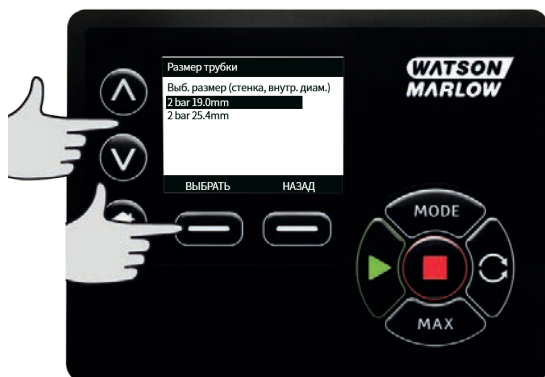 Размер трубки
Выб. размер (стенка, внутр. диам.)
2 bar 19.0mm
2 bar 25.4mm
ВЫБРАТЬ НАЗАД
WATSON
MARLOW
MODE
MAX